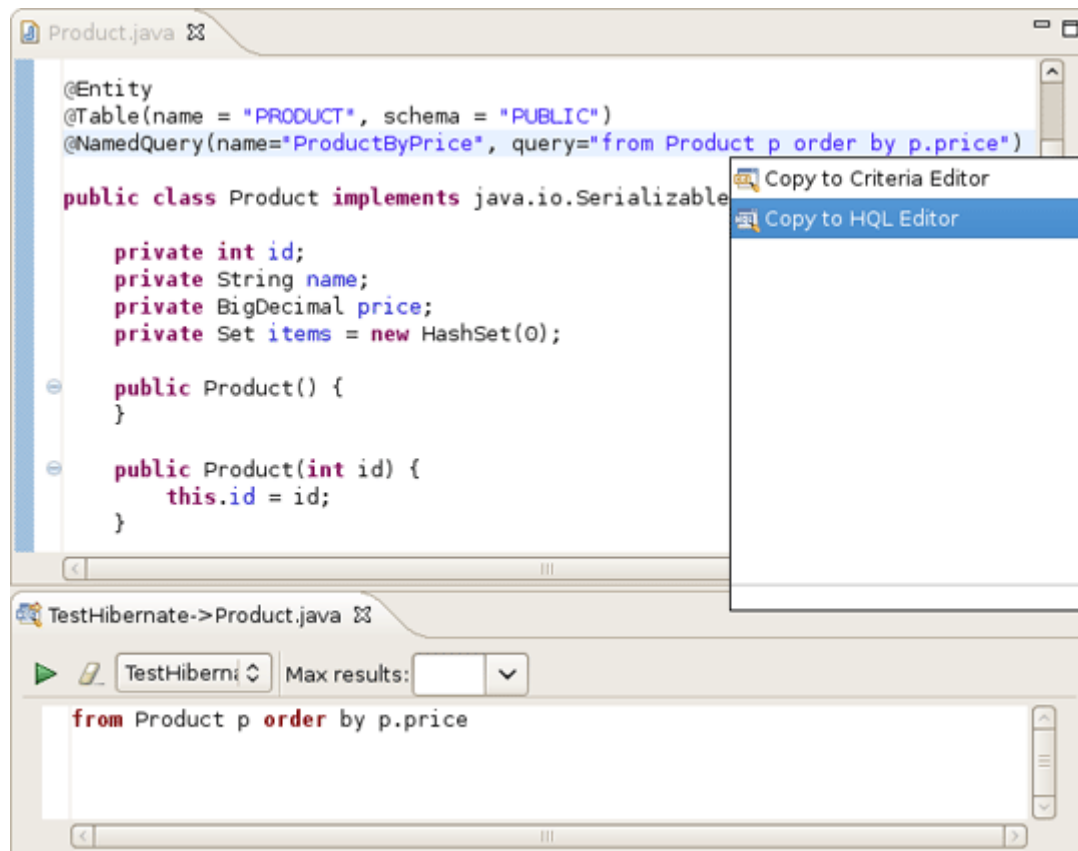 Product.java
@Entity
@Table(name = "PRODUCT", schema = "PUBLIC")
@NamedQuery(name="ProductByPrice", query="from Product p order by p.price")
Copy to Criteria Editor
public class Product implements java.io.Serializable
Copy to HQL Editor
private int id;
private String name;
private BigDecimal price;
private Set items = new HashSet(0);
public Product() {
}
public Product(int id) {
this.id = id;
}
TestHibernate->Product.java
TestHiberna Max results:
from Product p order by p.price